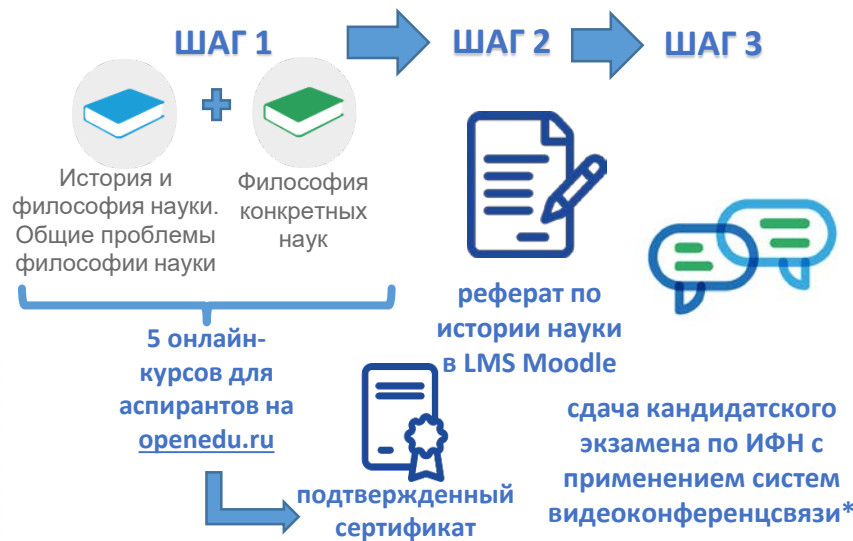 ШАГ 1
ШАГ 2
ШАГ 3
История и
философия науки.
Общие проблемы
философии науки
Философия
конкретных
наук
5 онлайн-
курсов для
аспирантов на
openedu.ru
подтвержденный
сертификат
реферат по
истории науки
в LMS Moodle
сдача кандидатского
экзамена по ИФН с
применением систем
видеоконференцсвязи*